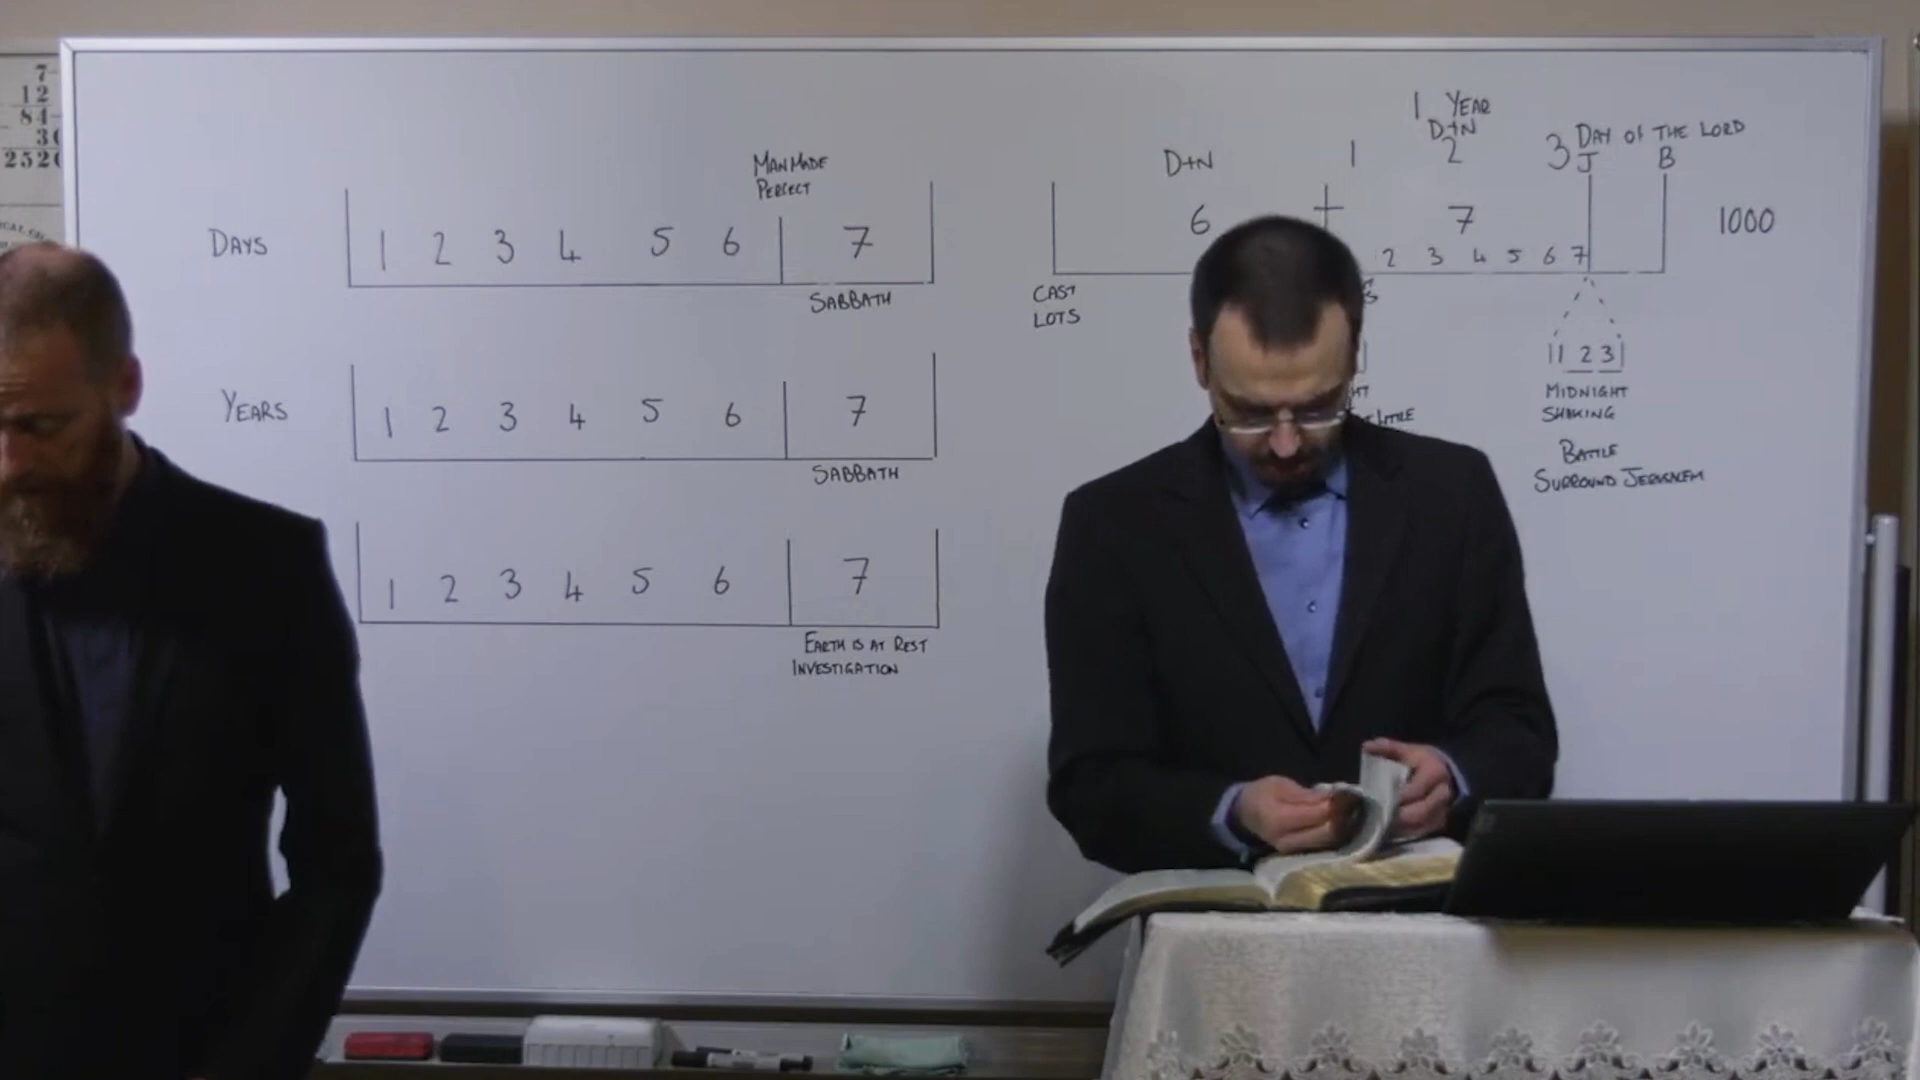 7
12
84
30
2520
MAN MADE
PERFECT
DAYS
1 2 3 4 5 6 7
SABBATH
YEARS
1 2 3 4 5 6 7
SABBATH
1 2 3 4 5 6 7
EARTH IS AT REST
INVESTIGATION
1 YEAR
D+N
D+N 1 2 3 DAY OF THE LORD
J B
6 7 1000
2 3 4 5 6 7
CAST
LOTS
1 2 3
MIDNIGHT
SHAKING
BATTLE
SURROUND JERUSALEM